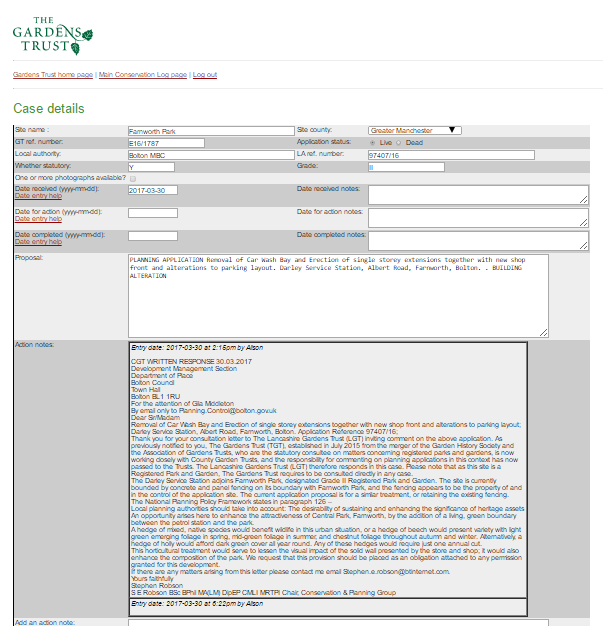 THE
GARDENS
TRUST
Gardens Trust home page | Main Conservation Log page | Log out
Case details
Site name : Farnworth Park Site county: Greater Manchester
GT ref. number: E16/1787 Application status: Live Dead
Local authority: Bolton MBC LA ref. number: 97407/16
Whether statutory: Y Grade: II
One or more photographs available?
Date received (yyyy-mm-dd): 2017-03-30 Date received notes:
Date entry help
Date for action (yyyy-mm-dd): Date for action notes:
Date entry help
Date completed (yyyy-mm-dd): Date completed notes:
Date entry help
Proposal: PLANNING APPLICATION Removal of Car Wash Bay and Erection of single storey extensions together with new shop
front and alterations to parking layout. Darley Service Station, Albert Road, Farnworth, Bolton. . BUILDING
ALTERATION
Action notes: Entry date: 2017-03-30 at 2:15pm by Alison
CGT WRITTEN RESPONSE 30.03.2017
Development Management Section
Department of Place
Bolton Council
Town Hall
Bolton BL1 1RU
For the attention of Gia Middleton
By email only to Planning.Control@bolton.gov.uk
Dear Sir/Madam
Removal of Car Wash Bay and Erection of single storey extensions together with new shop front and alterations to parking layout;
Darley Service Station, Albert Road, Farnworth, Bolton. Application Reference 97407/16;
Thank you for your consultation letter to The Lancashire Gardens Trust (LGT) inviting comment on the above application. As
previously notified to you, The Gardens Trust (TGT), established in July 2015 from the merger of the Garden History Society and
the Association of Gardens Trusts, who are the statutory consultee on matters concerning registered parks and gardens, is now
working closely with County Garden Trusts, and the responsibility for commenting on planning applications in this context has now
passed to the Trusts. The Lancashire Gardens Trust (LGT) therefore responds in this case. Please note that as this site is a
Registered Park and Garden, The Gardens Trust requires to be consulted directly in any case.
The Darley Service Station adjoins Farnworth Park, designated Grade II Registered Park and Garden. The site is currently
bounded by concrete and panel fencing on its boundary with Farnworth Park, and the fencing appears to be the property of and
in the control of the application site. The current application proposal is for a similar treatment, or retaining the existing fencing.
The National Planning Policy Framework states in paragraph 126 –
Local planning authorities should take into account: The desirability of sustaining and enhancing the significance of heritage assets
An opportunity arises here to enhance the attractiveness of Central Park, Farnworth, by the addition of a living, green boundary
between the petrol station and the park.
A hedge of mixed, native species would benefit wildlife in this urban situation, or a hedge of beech would present variety with light
green emerging foliage in spring, mid-green foliage in summer, and chestnut foliage throughout autumn and winter. Alternatively, a
hedge of holly would afford dark green cover all year round. Any of these hedges would require just one annual cut.
This horticultural treatment would serve to lessen the visual impact of the solid wall presented by the store and shop; it would also
enhance the composition of the park. We request that this provision should be placed as an obligation attached to any permission
granted for this development.
If there are any matters arising from this letter please contact me email Stephen.e.robson@btinternet.com.
Yours faithfully
Stephen Robson
S E Robson BSc BPhil MA(LM) DipEP CMLI MRTPI Chair, Conservation & Planning Group
Entry date: 2017-03-30 at 6:22pm by Alison
Add an action note: